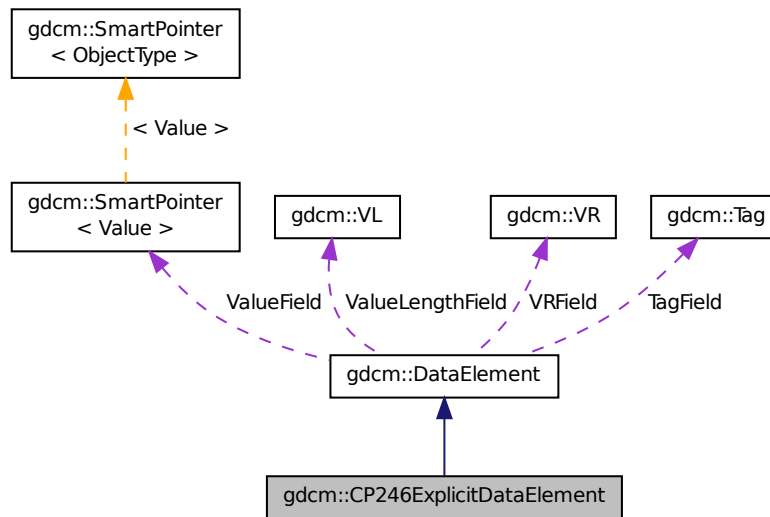 gdcm::SmartPointer
< ObjectType >
< Value >
gdcm::SmartPointer
< Value >
gdcm::VL
gdcm::VR
gdcm::Tag
ValueField
ValueLengthField
VRField
TagField
gdcm::DataElement
gdcm::CP246ExplicitDataElement